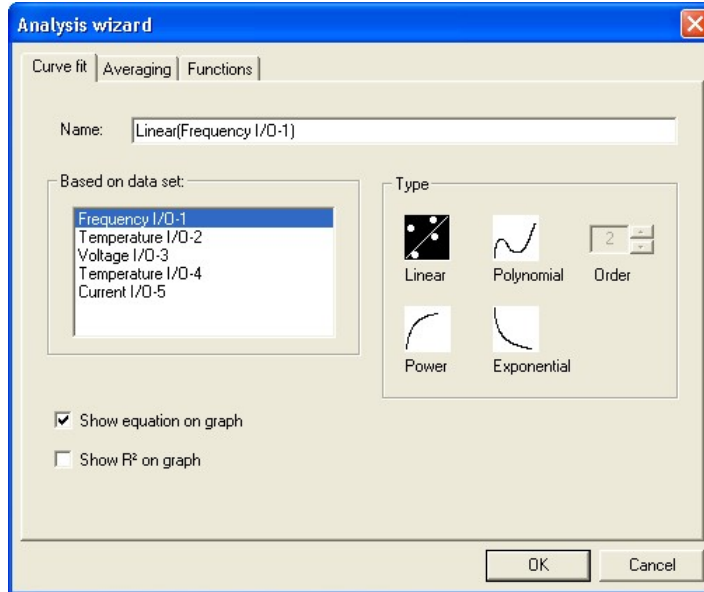 Analysis wizard
Curve fit Averaging Functions
Name: Linear(Frequency I/O-1)
Based on data set:
Frequency I/O-1
Temperature I/O-2
Voltage I/O-3
Temperature I/O-4
Current I/O-5
Type
2
Linear Polynomial Order
Power Exponential
Show equation on graph
Show R² on graph
OK Cancel